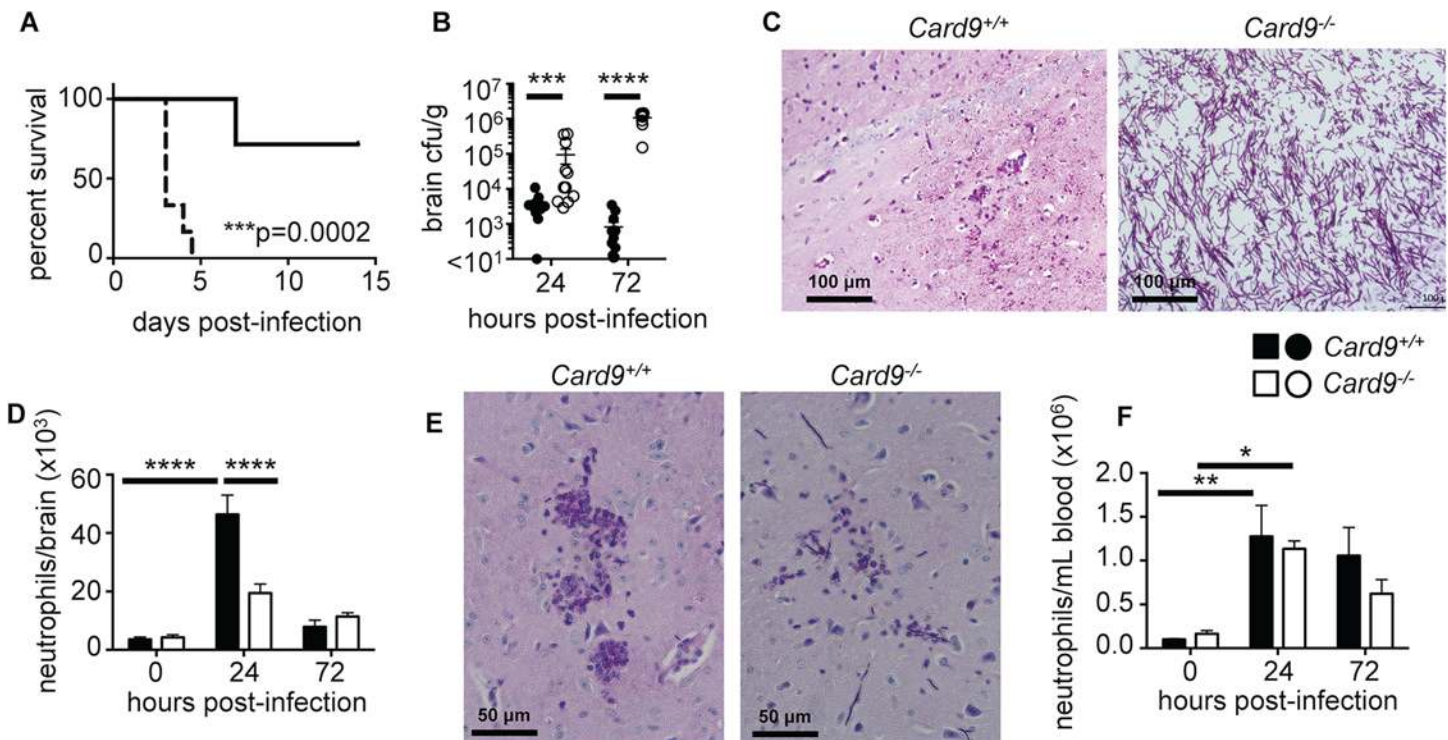 A
percent survival
100
50
0
***p=0.0002
0 5 10 15
days post-infection
B
brain cfu/g
10⁷
10⁶
10⁵
10⁴
10³
<10¹
*** ****
24 72
hours post-infection
C
Card9⁺/⁺ Card9⁻/⁻
100 µm 100 µm
Card9⁺/⁺
Card9⁻/⁻
D
neutrophils/brain (x10³)
60
40
20
0
**** ****
0 24 72
hours post-infection
E
Card9⁺/⁺ Card9⁻/⁻
50 µm 50 µm
F
neutrophils/mL blood (x10⁶)
2.0
1.5
1.0
0.5
0.0
*
**
0 24 72
hours post-infection